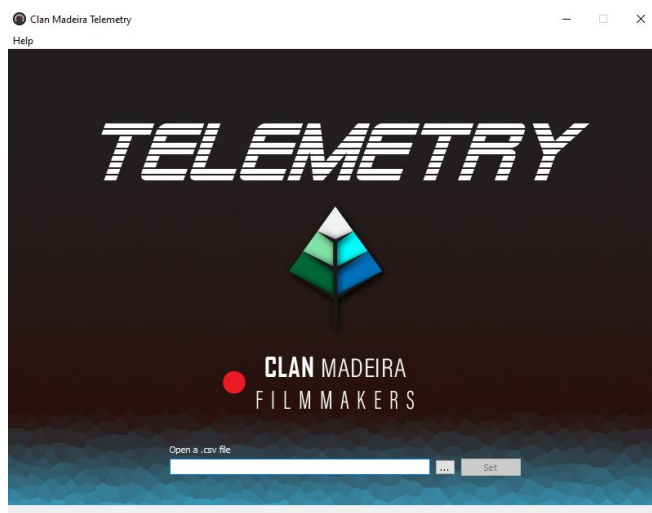 Clan Madeira Telemetry
Help
TELEMETRY
CLAN MADEIRA
FILMMAKERS
Open a .csv file
... Set